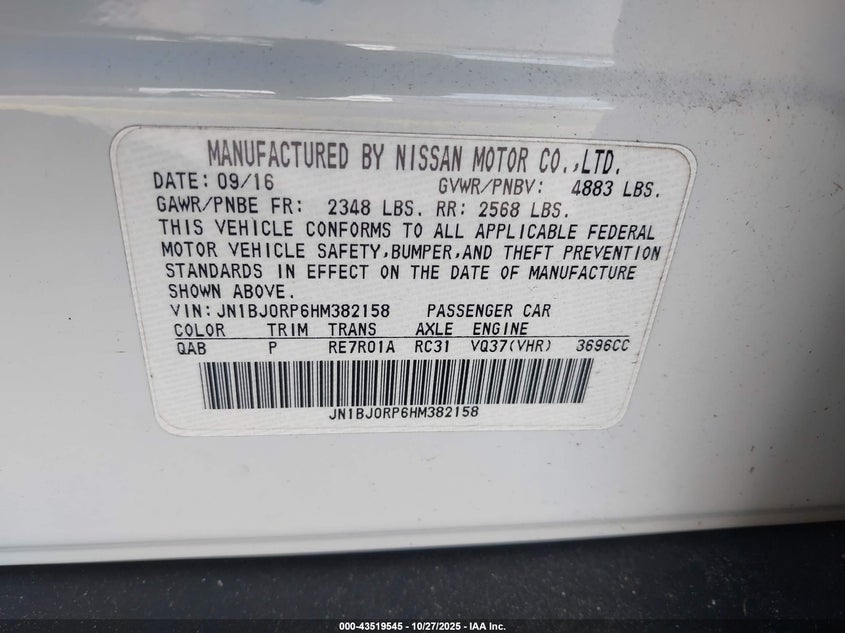 MANUFACTURED BY NISSAN MOTOR CO.,LTD.
DATE: 09/16 GVWR/PNBV: 4883 LBS.
GAWR/PNBE FR: 2348 LBS. RR: 2568 LBS.
THIS VEHICLE CONFORMS TO ALL APPLICABLE FEDERAL
MOTOR VEHICLE SAFETY,BUMPER,AND THEFT PREVENTION
STANDARDS IN EFFECT ON THE DATE OF MANUFACTURE
SHOWN ABOVE.
VIN: JN1BJ0RP6HM382158 PASSENGER CAR
COLOR TRIM TRANS AXLE ENGINE
QAB P RE7R01A RC31 VQ37(VHR) 3696CC
JN1BJ0RP6HM382158
000-43519545 - 10/27/2025 - IAA Inc.